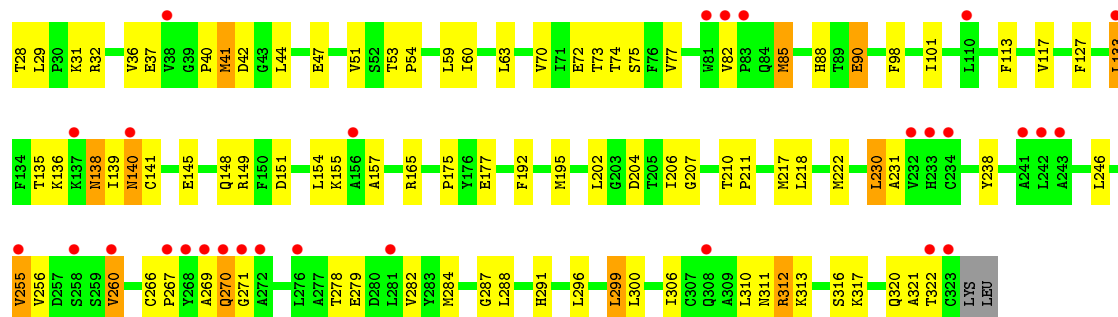 T28 L29 P30 K31 R32 V36 E37 V38 G39 P40 M41 D42 G43 L44 E47 V51 S52 T53 P54 L59 I60 L63 V70 I71 E72 T73 T74 S75 F76 V77 W81 V82 P83 Q84 M85 H88 T89 E90 F98 I101 L110 F113 V117 F127 L133
F134 T135 K136 K137 N138 I139 N140 C141 E145 Q148 R149 F150 D151 L154 K155 A156 A157 R165 P175 Y176 E177 F192 M195 L202 G203 D204 T205 I206 G207 T210 P211 M217 L218 M222 L230 A231 V232 H233 C234 Y238 A241 L242 A243 L246
V255 V256 D257 S258 S259 V260 C266 P267 Y268 A269 Q270 G271 A272 L276 A277 T278 E279 D280 L281 V282 Y283 M284 G287 L288 H291 L296 L299 L300 I306 C307 Q308 A309 L310 N311 R312 K313 S316 K317 Q320 A321 T322 C323 LYS LEU